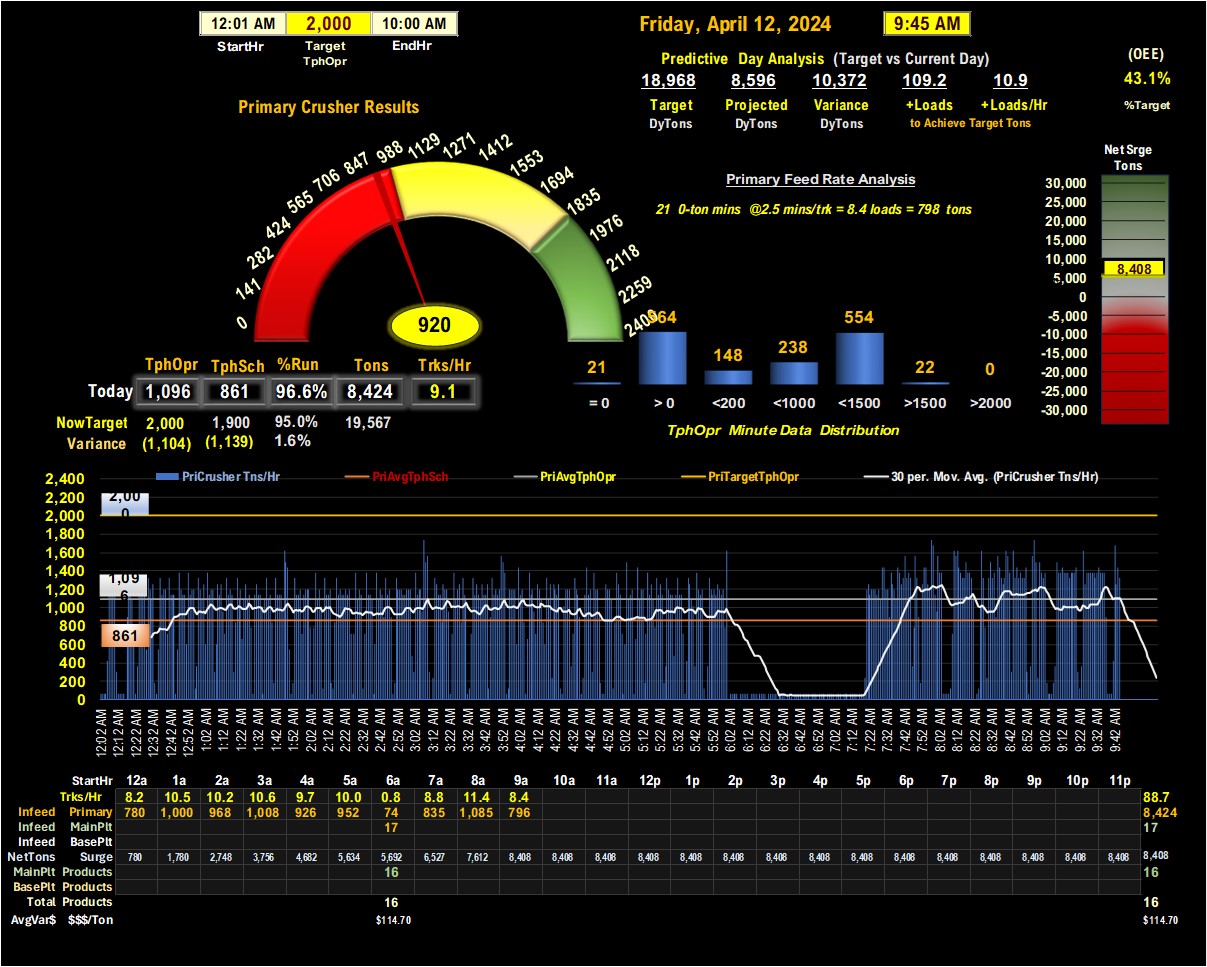 12:01 AM 2,000 10:00 AM
StartHr Target EndHr
TphOpr
Friday, April 12, 2024 9:45 AM
Predictive Day Analysis (Target vs Current Day)
18,968 8,596 10,372 109.2 10.9
Target Projected Variance +Loads +Loads/Hr
DyTons DyTons DyTons to Achieve Target Tons
(OEE)
43.1%
%Target
Primary Crusher Results
0 141 282 424 565 706 847 988 1129 1271 1412 1553 1694 1835 1976 2118 2259
920
TphOpr TphSch %Run Tons Trks/Hr
Today 1,096 861 96.6% 8,424 9.1
NowTarget 2,000 1,900 95.0% 19,567
Variance (1,104) (1,139) 1.6%
Primary Feed Rate Analysis
21 0-ton mins @2.5 mins/trk = 8.4 loads = 798 tons
21 148 238 554 22 0
= 0 > 0 <200 <1000 <1500 >1500 >2000
TphOpr Minute Data Distribution
Net Srge
Tons
30,000
25,000
20,000
15,000
10,000
8,408
5,000
0
-5,000
-10,000
-15,000
-20,000
-25,000
-30,000
PriCrusher Tns/Hr PriAvgTphSch PriAvgTphOpr PriTargetTphOpr 30 per. Mov. Avg. (PriCrusher Tns/Hr)
2,400
2,200
2,000
1,800
1,600
1,400
1,200
1,000
800
600
400
200
0
2,00
0
1,09
6
861
12:02 AM 12:12 AM 12:22 AM 12:32 AM 12:42 AM 12:52 AM 1:02 AM 1:12 AM 1:22 AM 1:32 AM 1:42 AM 1:52 AM 2:02 AM 2:12 AM 2:22 AM 2:32 AM 2:42 AM 2:52 AM 3:02 AM 3:12 AM 3:22 AM 3:32 AM 3:42 AM 3:52 AM 4:02 AM 4:12 AM 4:22 AM 4:32 AM 4:42 AM 4:52 AM 5:02 AM 5:12 AM 5:22 AM 5:32 AM 5:42 AM 5:52 AM 6:02 AM 6:12 AM 6:22 AM 6:32 AM 6:42 AM 6:52 AM 7:02 AM 7:12 AM 7:22 AM 7:32 AM 7:42 AM 7:52 AM 8:02 AM 8:12 AM 8:22 AM 8:32 AM 8:42 AM 8:52 AM 9:02 AM 9:12 AM 9:22 AM 9:32 AM 9:42 AM
StartHr 12a 1a 2a 3a 4a 5a 6a 7a 8a 9a 10a 11a 12p 1p 2p 3p 4p 5p 6p 7p 8p 9p 10p 11p
Trks/Hr 8.2 10.5 10.2 10.6 9.7 10.0 0.8 8.8 11.4 8.4 88.7
Infeed Primary 780 1,000 968 1,008 926 952 74 835 1,085 796 8,424
Infeed MainPlt 17 17
Infeed BasePlt
NetTons Surge 780 1,780 2,748 3,756 4,682 5,634 5,692 6,527 7,612 8,408 8,408 8,408 8,408 8,408 8,408 8,408 8,408 8,408 8,408 8,408 8,408 8,408 8,408 8,408 8,408
MainPlt Products 16 16
BasePlt Products
Total Products 16 16
AvgVar$ $$$/Ton $114.70 $114.70